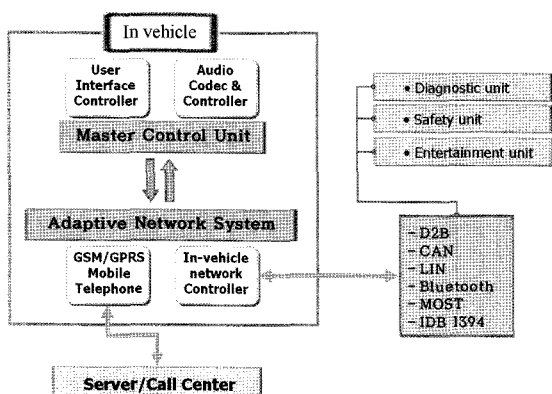 In vehicle
User
Interface
Controller
Audio
Codec &
Controller
Master Control Unit
Adaptive Network System
GSM/GPRS
Mobile
Telephone
In-vehicle
network
Controller
Server/Call Center
• Diagnostic unit
• Safety unit
• Entertainment unit
- D2B
- CAN
- LIN
- Bluetooth
- MOST
- IDB 1394